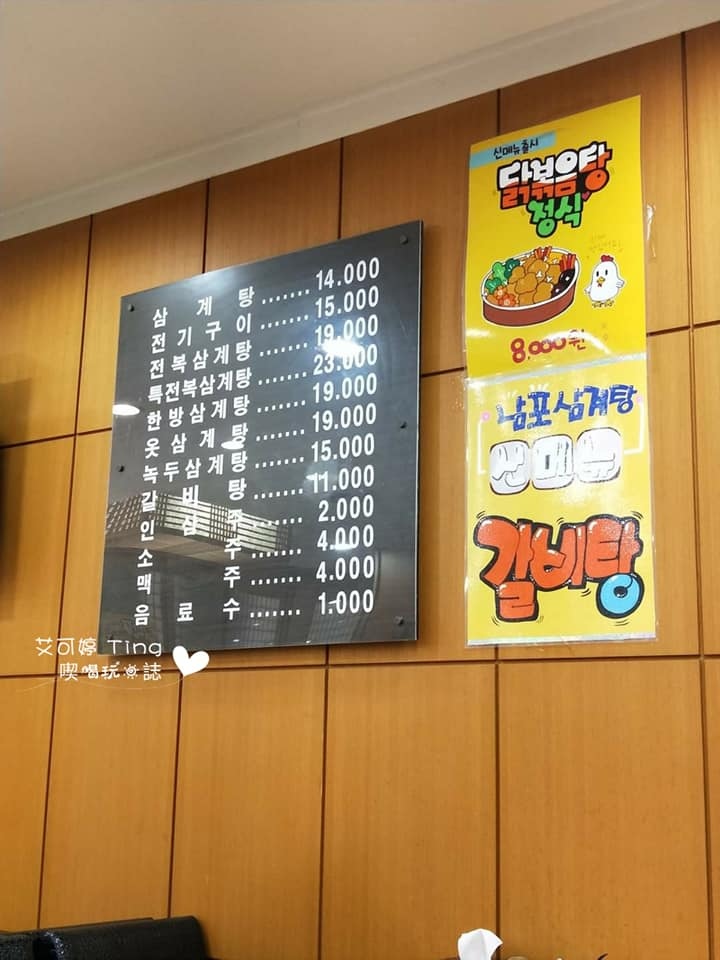 삼 계 탕 ....... 14.000
전 기 구 이 ....... 15.000
전복삼계탕 ....... 19.000
특전복삼계탕 ....... 23.000
한방삼계탕 ....... 19.000
옻 삼 계 탕 ....... 19.000
녹두삼계탕 ....... 15.000
갈 비 탕 ....... 11.000
인 삼 주 ....... 2.000
소 주 ....... 4.000
맥 주 ....... 4.000
음 료 수 ....... 1.000
신메뉴출시
닭볶음탕
정식
8,000원
남포삼계탕
신메뉴
갈비탕
艾可婷 Ting
喫喝玩樂誌